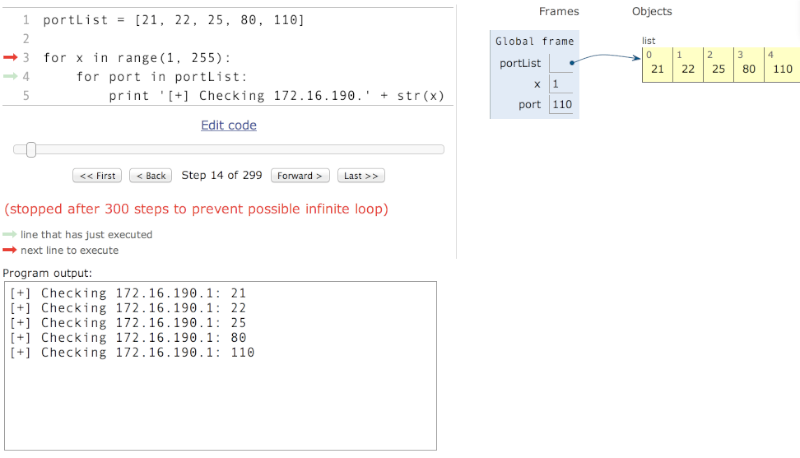 1 portList = [21, 22, 25, 80, 110]
2
3 for x in range(1, 255):
4 for port in portList:
5 print '[+] Checking 172.16.190.' + str(x)
Edit code
<< First < Back Step 14 of 299 Forward > Last >>
(stopped after 300 steps to prevent possible infinite loop)
line that has just executed
next line to execute
Program output:
[+] Checking 172.16.190.1: 21
[+] Checking 172.16.190.1: 22
[+] Checking 172.16.190.1: 25
[+] Checking 172.16.190.1: 80
[+] Checking 172.16.190.1: 110
Frames Objects
Global frame
portList
x 1
port 110
list
0 1 2 3 4
21 22 25 80 110